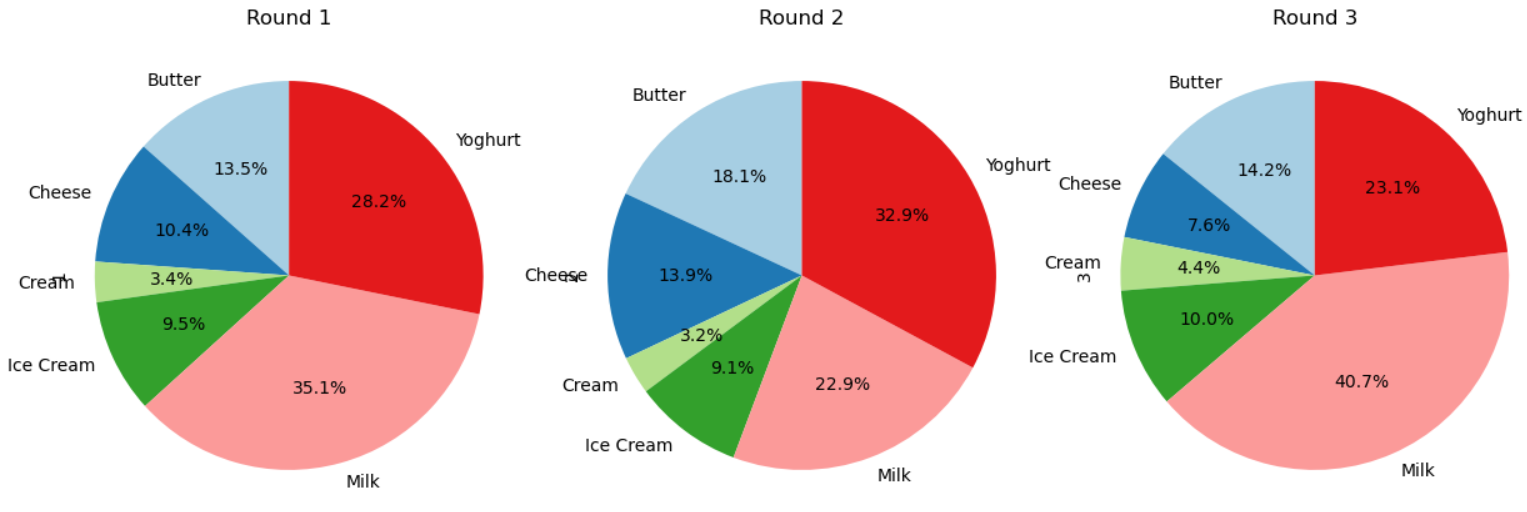 Round 1
Butter
Yoghurt
13.5%
28.2%
Cheese
10.4%
Cream
3.4%
9.5%
Ice Cream
35.1%
Milk
Round 2
Butter
Yoghurt
18.1%
32.9%
Cheese
13.9%
3.2%
Cream
9.1%
22.9%
Ice Cream
Milk
Round 3
Butter
Yoghurt
14.2%
23.1%
Cheese
7.6%
Cream
3
4.4%
10.0%
Ice Cream
40.7%
Milk